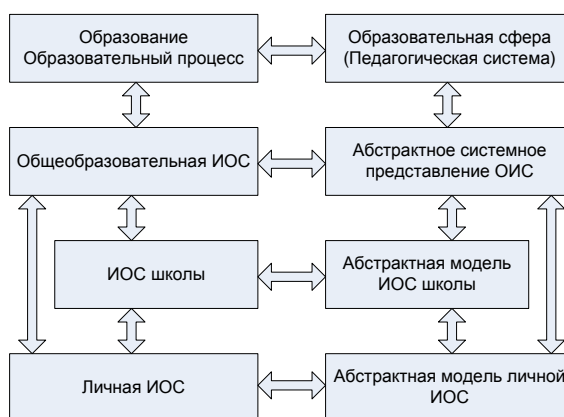 Образование
Образовательный процесс
Образовательная сфера
(Педагогическая система)
Общеобразовательная ИОС
Абстрактное системное
представление ОИС
ИОС школы
Абстрактная модель
ИОС школы
Личная ИОС
Абстрактная модель личной
ИОС